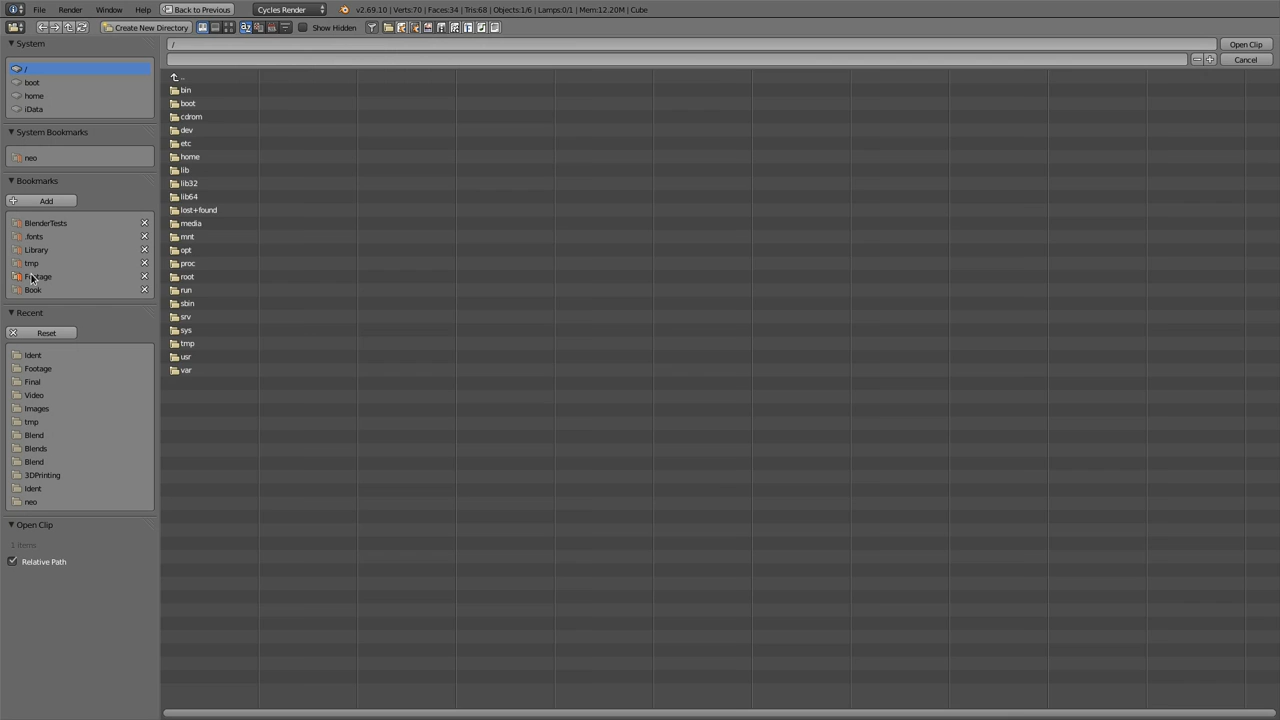 File Render Window Help Back to Previous Cycles Render v2.69.10 | Verts:70 | Faces:34 | Tris:68 | Objects:1/6 | Lamps:0/1 | Mem:12.20M | Cube
Create New Directory Show Hidden
System
/
boot
home
iData
System Bookmarks
neo
Bookmarks
Add
BlenderTests
.fonts
Library
tmp
Footage
Book
Recent
Reset
Ident
Footage
Final
Video
Images
tmp
Blend
Blends
Blend
3DPrinting
Ident
neo
Open Clip
1 items
Relative Path
/ Open Clip
Cancel
..
bin
boot
cdrom
dev
etc
home
lib
lib32
lib64
lost+found
media
mnt
opt
proc
root
run
sbin
srv
sys
tmp
usr
var